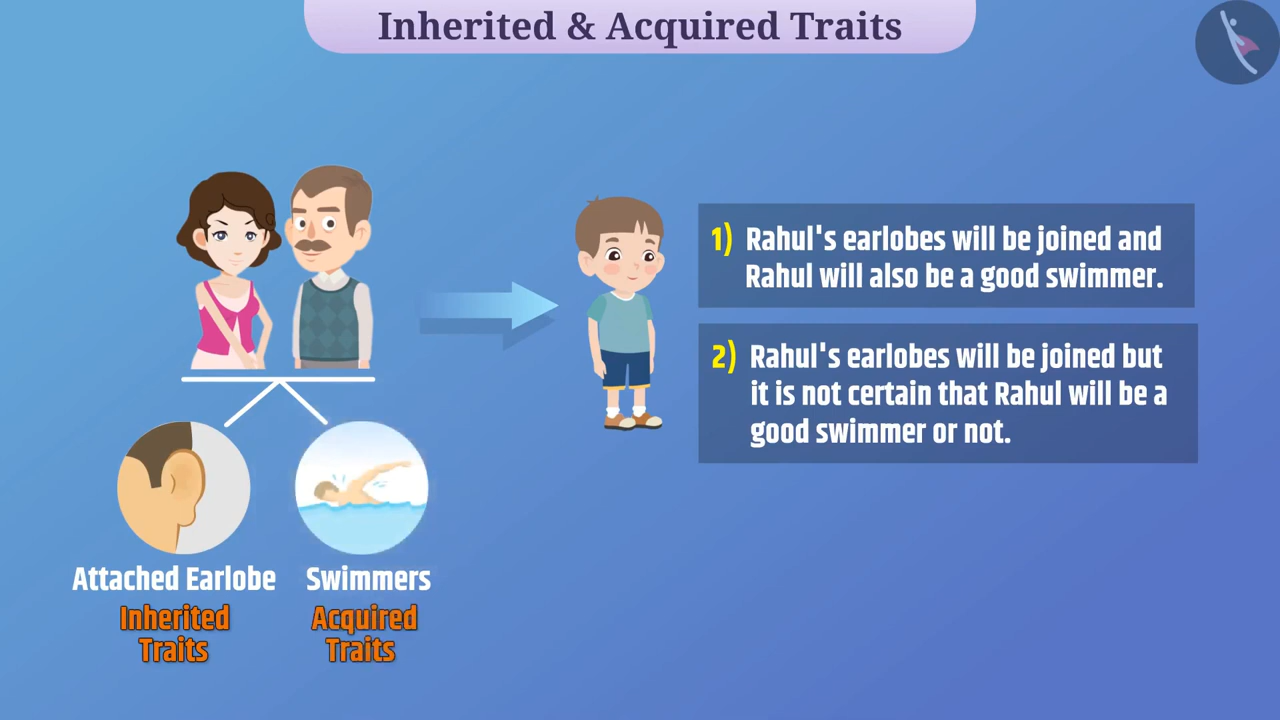 Inherited & Acquired Traits
1) Rahul's earlobes will be joined and
Rahul will also be a good swimmer.
2) Rahul's earlobes will be joined but
it is not certain that Rahul will be a
good swimmer or not.
Attached Earlobe
Inherited
Traits
Swimmers
Acquired
Traits